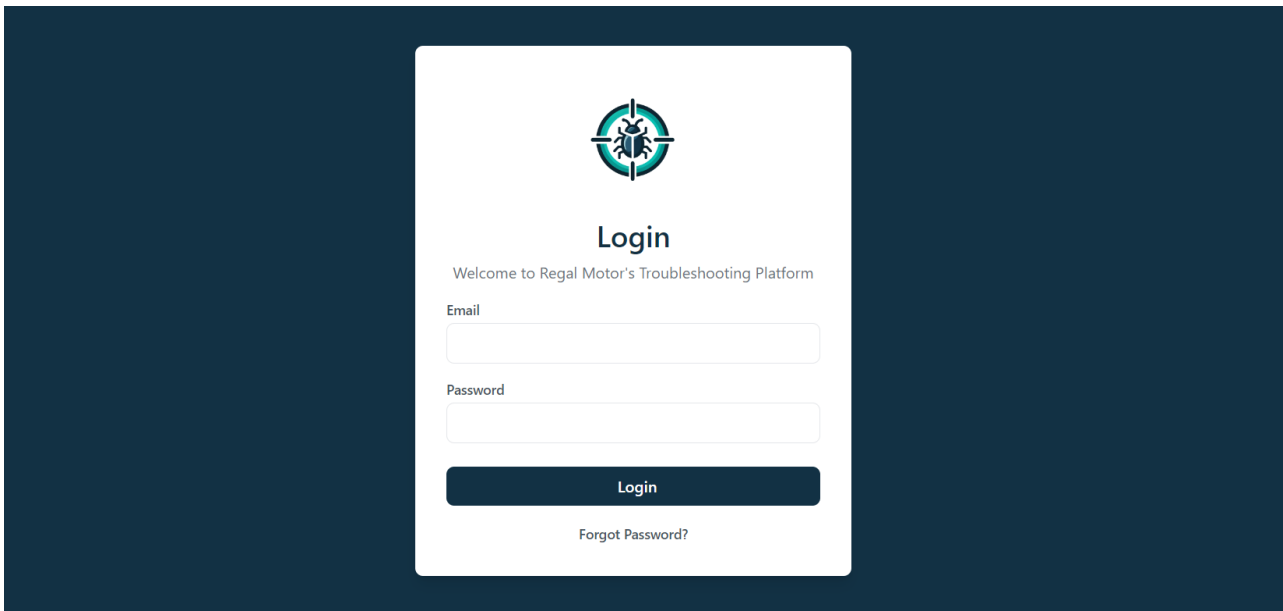 Login
Welcome to Regal Motor's Troubleshooting Platform
Email
Password
Login
Forgot Password?